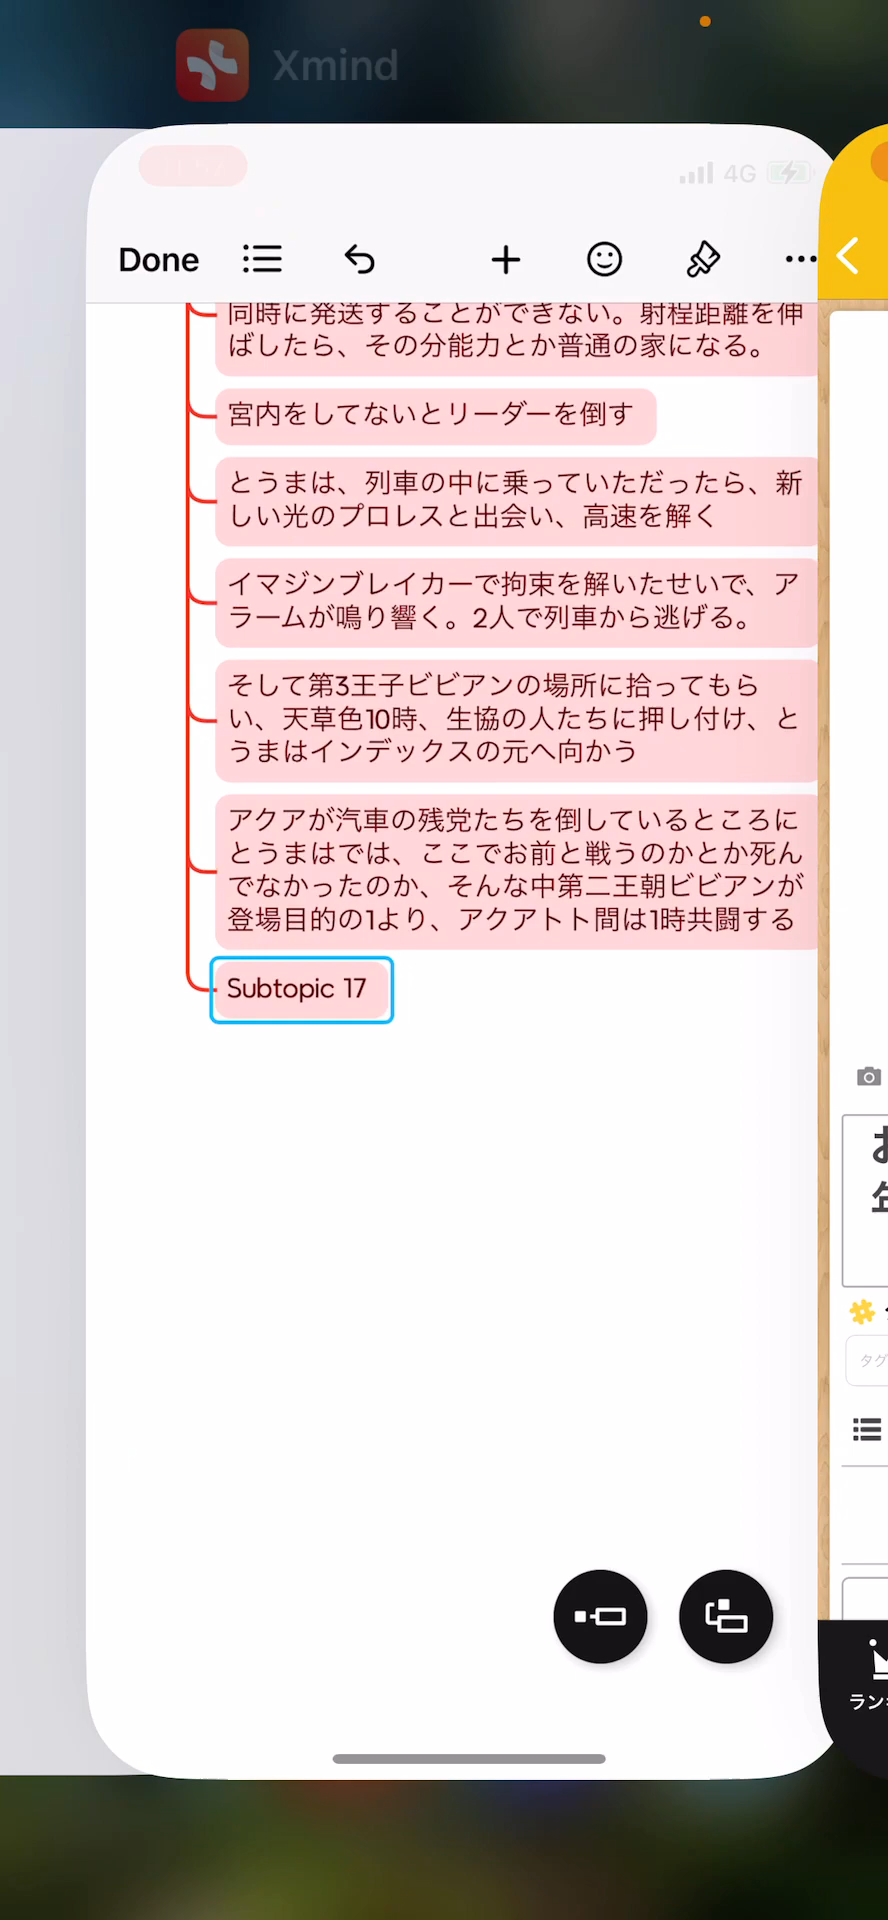 Xmind
4G
Done
同時に発送することができない。射程距離を伸
ばしたら、その分能力とか普通の家になる。
宮内をしてないとリーダーを倒す
とうまは、列車の中に乗っていただったら、新
しい光のプロレスと出会い、高速を解く
イマジンブレイカーで拘束を解いたせいで、ア
ラームが鳴り響く。2人で列車から逃げる。
そして第3王子ビビアンの場所に拾ってもら
い、天草色10時、生協の人たちに押し付け、と
うまはインデックスの元へ向かう
アクアが汽車の残党たちを倒しているところに
とうまはでは、ここでお前と戦うのかとか死ん
でなかったのか、そんな中第二王朝ビビアンが
登場目的の1より、アクアトト間は1時共闘する
Subtopic 17
お
年
タグ
ラン